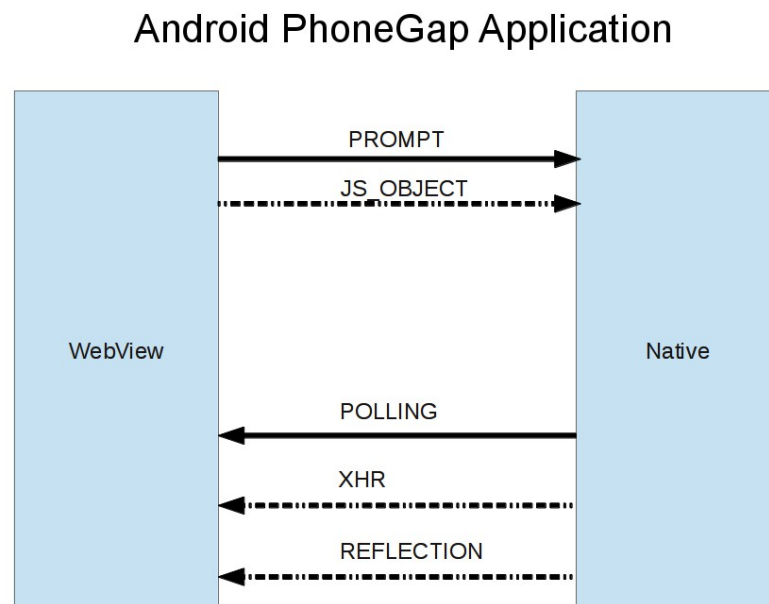 Android PhoneGap Application
PROMPT
JS_OBJECT
WebView
Native
POLLING
XHR
REFLECTION